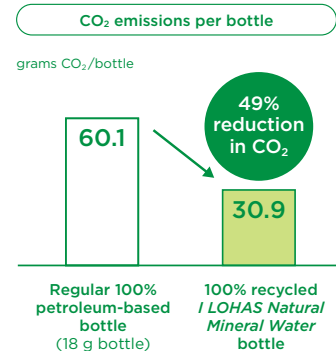 CO₂ emissions per bottle
grams CO₂/bottle
49%
reduction
in CO₂
60.1
30.9
Regular 100%
petroleum-based
bottle
(18 g bottle)
100% recycled
I LOHAS Natural
Mineral Water
bottle